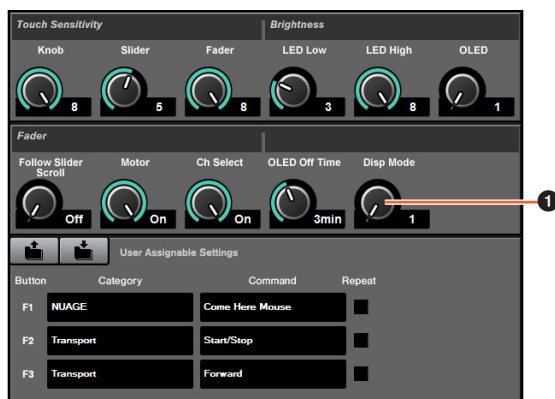 Touch Sensitivity Brightness
Knob Slider Fader LED Low LED High OLED
8 5 8 3 8 1
Fader
Follow Slider Scroll Motor Ch Select OLED Off Time Disp Mode
Off On On 3min 1
1
User Assignable Settings
Button Category Command Repeat
F1 NUAGE Come Here Mouse
F2 Transport Start/Stop
F3 Transport Forward